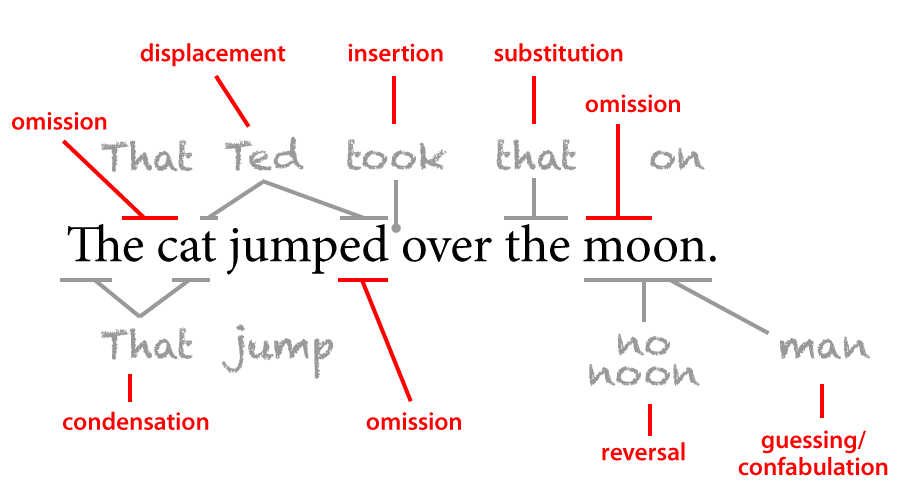 displacement insertion substitution
omission
omission
That Ted took that on
The cat jumped over the moon.
That jump no man
noon
condensation omission
reversal
guessing/
confabulation